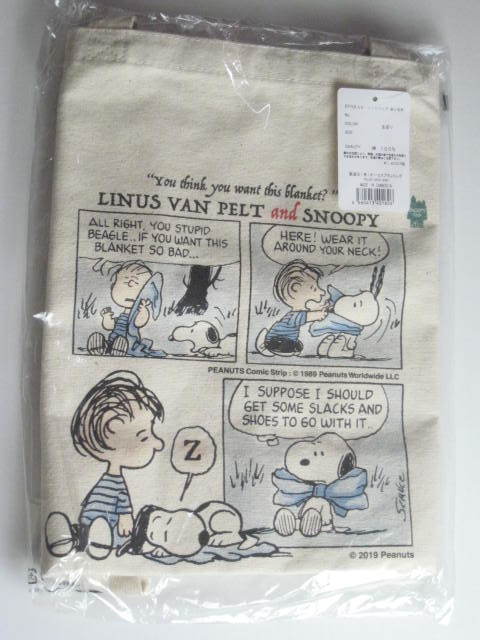 "You think you want this blanket?"
LINUS VAN PELT and SNOOPY
ALL RIGHT, YOU STUPID
BEAGLE.. IF YOU WANT THIS
BLANKET SO BAD...
HERE! WEAR IT
AROUND YOUR NECK!
PEANUTS Comic Strip : © 1989 Peanuts Worldwide LLC
I SUPPOSE I SHOULD
GET SOME SLACKS AND
SHOES TO GO WITH IT..
Z
SCHULZ
© 2019 Peanuts
100%